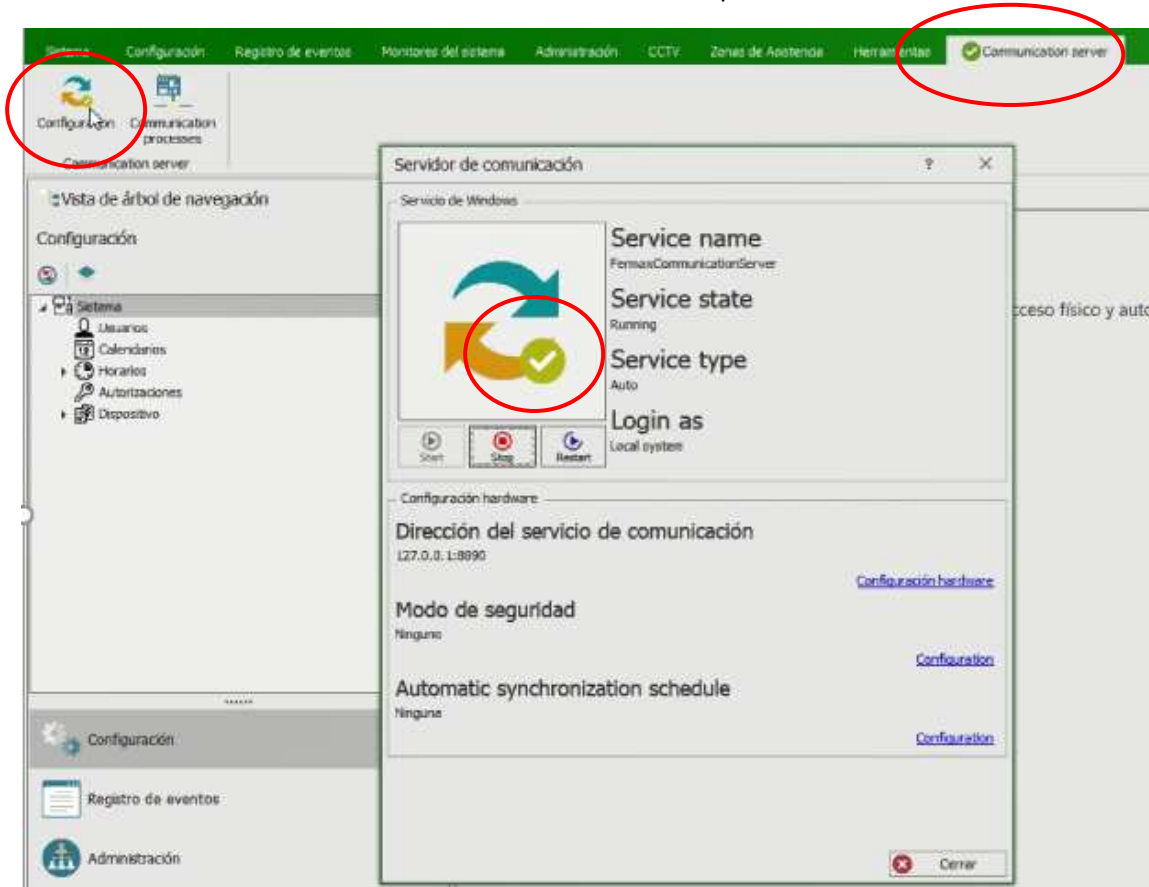 Sistema Configuración Registro de eventos Monitores del sistema Administración CCTV Zonas de Asistencia Herramientas Communication server
Configuración Communication processes
Communication server
Vista de árbol de navegación
Configuración
Sistema
Usuarios
Calendarios
Horarios
Autorizaciones
Dispositivo
Configuración
Registro de eventos
Administración
Servidor de comunicación ? ×
Servicio de Windows
Service name
FermaxCommunicationServer
Service state
Running
Service type
Auto
Login as
Local system
Start Stop Restart
Configuración hardware
Dirección del servicio de comunicación
127.0.0.1:8890
Configuración hardware
Modo de seguridad
Ninguno
Configuration
Automatic synchronization schedule
Ninguna
Configuration
Cerrar
cceso físico y auto